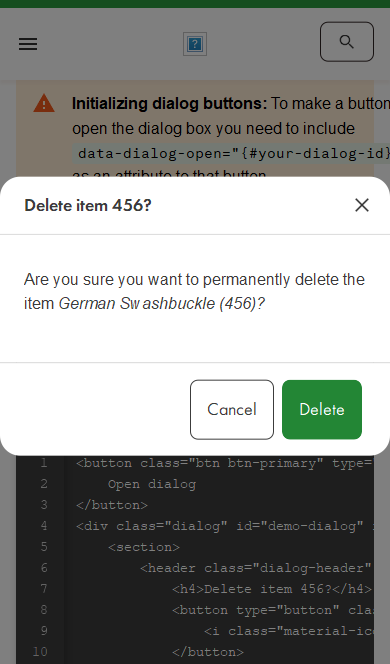 Initializing dialog buttons: To make a button
open the dialog box you need to include
data-dialog-open="{#your-dialog-id}
as an attribute to that button
Delete item 456?
Are you sure you want to permanently delete the
item German Swashbuckle (456)?
Cancel
Delete
1 <button class="btn btn-primary" type=
2 Open dialog
3 </button>
4 <div class="dialog" id="demo-dialog"
5 <section>
6 <header class="dialog-header"
7 <h4>Delete item 456?</h4>
8 <button type="button" clas
9 <i class="material-ico
10 </button>